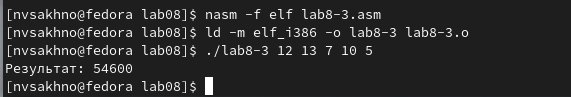 [nvsakhno@fedora lab08]$ nasm -f elf lab8-3.asm
[nvsakhno@fedora lab08]$ ld -m elf_i386 -o lab8-3 lab8-3.o
[nvsakhno@fedora lab08]$ ./lab8-3 12 13 7 10 5
Результат: 54600
[nvsakhno@fedora lab08]$